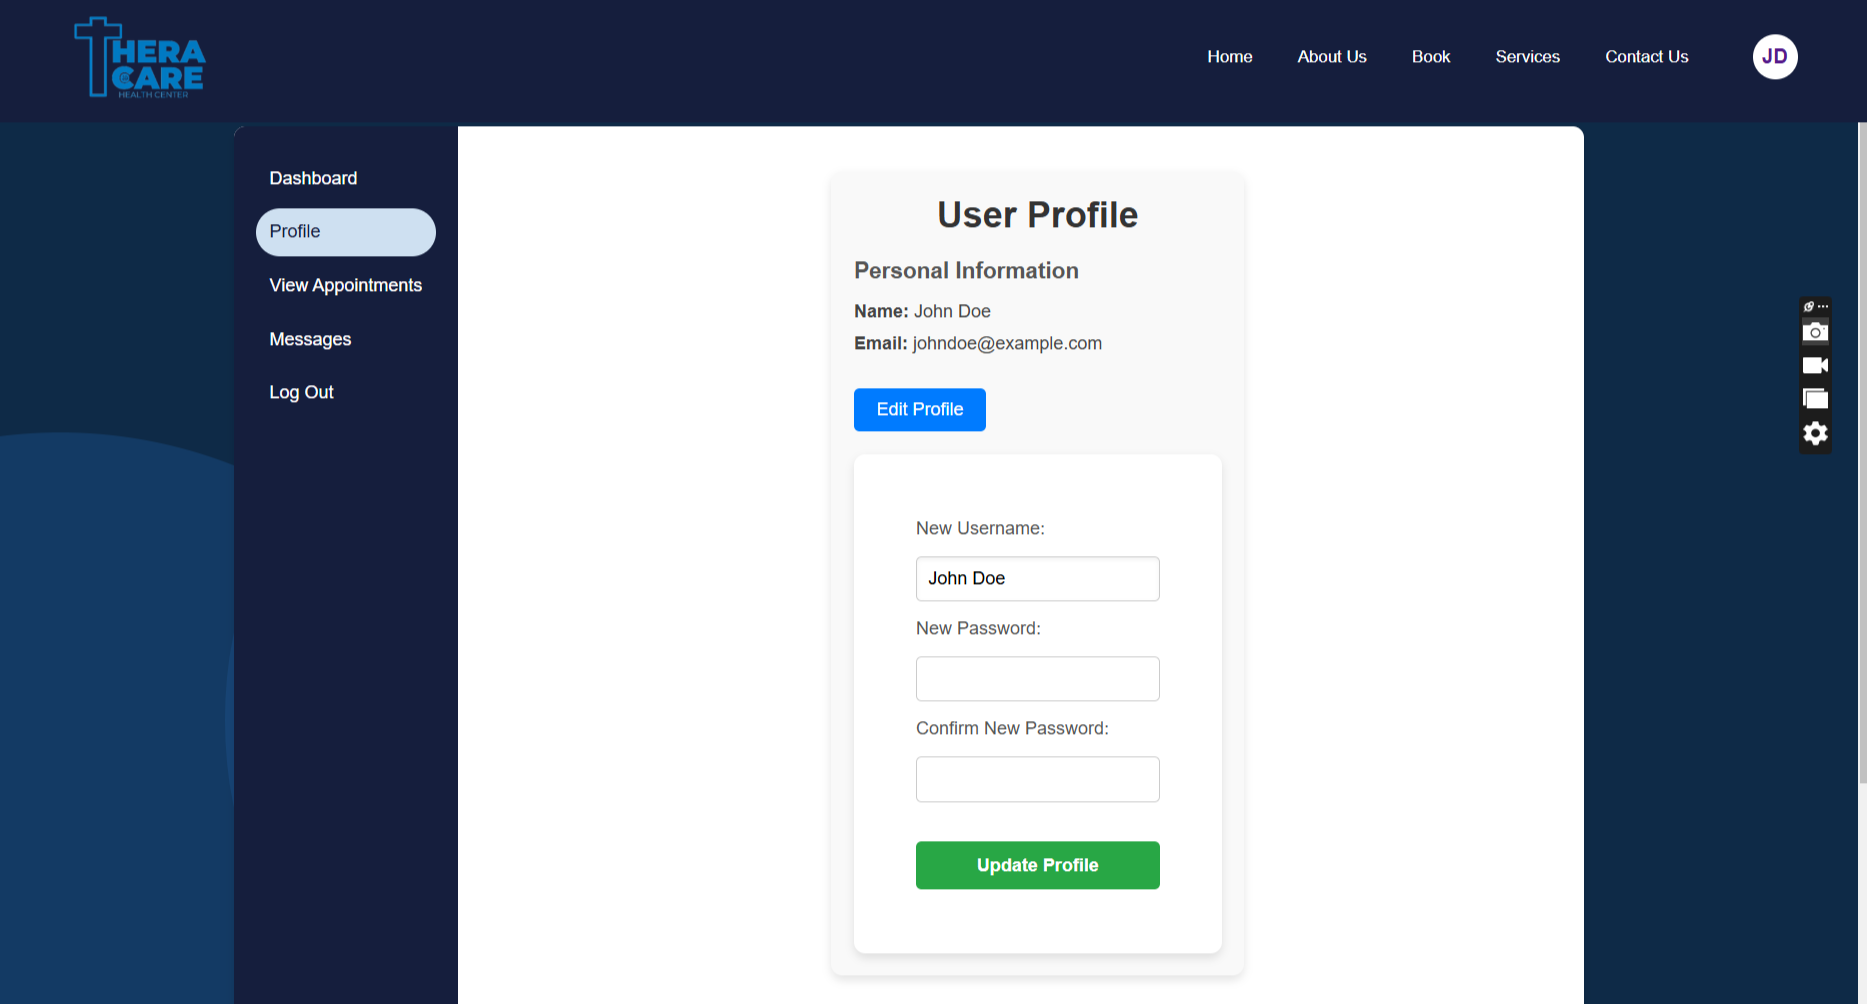 THERA
CARE
HEALTH CENTER
Home
About Us
Book
Services
Contact Us
JD
Dashboard
Profile
View Appointments
Messages
Log Out
User Profile
Personal Information
Name: John Doe
Email: johndoe@example.com
Edit Profile
New Username:
John Doe
New Password:
Confirm New Password:
Update Profile